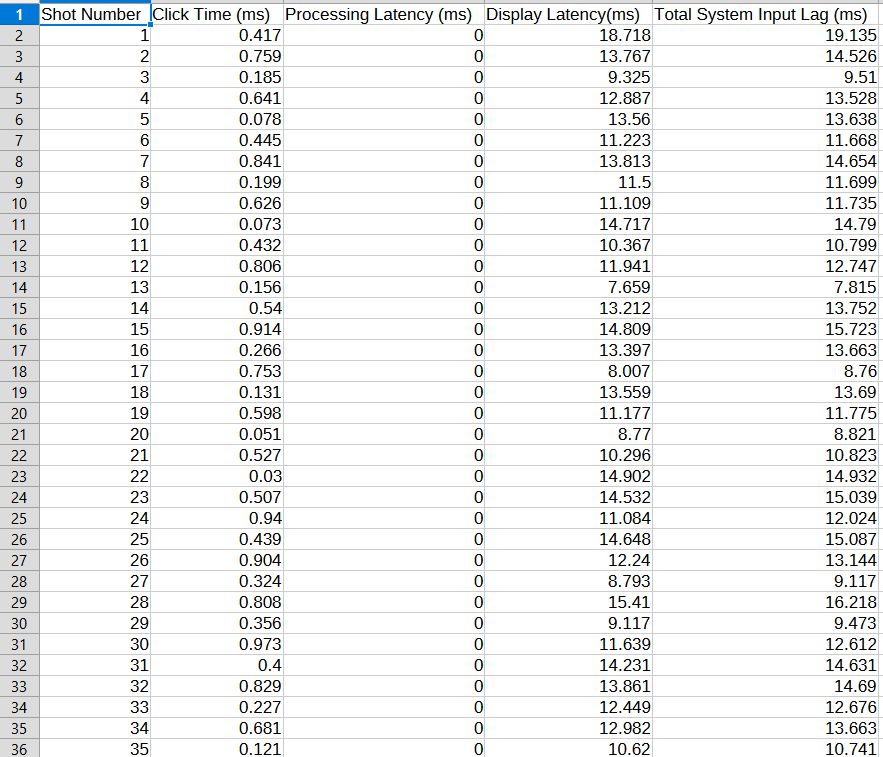 1 Shot Number Click Time (ms) Processing Latency (ms) Display Latency(ms) Total System Input Lag (ms)
2 1 0.417 0 18.718 19.135
3 2 0.759 0 13.767 14.526
4 3 0.185 0 9.325 9.51
5 4 0.641 0 12.887 13.528
6 5 0.078 0 13.56 13.638
7 6 0.445 0 11.223 11.668
8 7 0.841 0 13.813 14.654
9 8 0.199 0 11.5 11.699
10 9 0.626 0 11.109 11.735
11 10 0.073 0 14.717 14.79
12 11 0.432 0 10.367 10.799
13 12 0.806 0 11.941 12.747
14 13 0.156 0 7.659 7.815
15 14 0.54 0 13.212 13.752
16 15 0.914 0 14.809 15.723
17 16 0.266 0 13.397 13.663
18 17 0.753 0 8.007 8.76
19 18 0.131 0 13.559 13.69
20 19 0.598 0 11.177 11.775
21 20 0.051 0 8.77 8.821
22 21 0.527 0 10.296 10.823
23 22 0.03 0 14.902 14.932
24 23 0.507 0 14.532 15.039
25 24 0.94 0 11.084 12.024
26 25 0.439 0 14.648 15.087
27 26 0.904 0 12.24 13.144
28 27 0.324 0 8.793 9.117
29 28 0.808 0 15.41 16.218
30 29 0.356 0 9.117 9.473
31 30 0.973 0 11.639 12.612
32 31 0.4 0 14.231 14.631
33 32 0.829 0 13.861 14.69
34 33 0.227 0 12.449 12.676
35 34 0.681 0 12.982 13.663
36 35 0.121 0 10.62 10.741